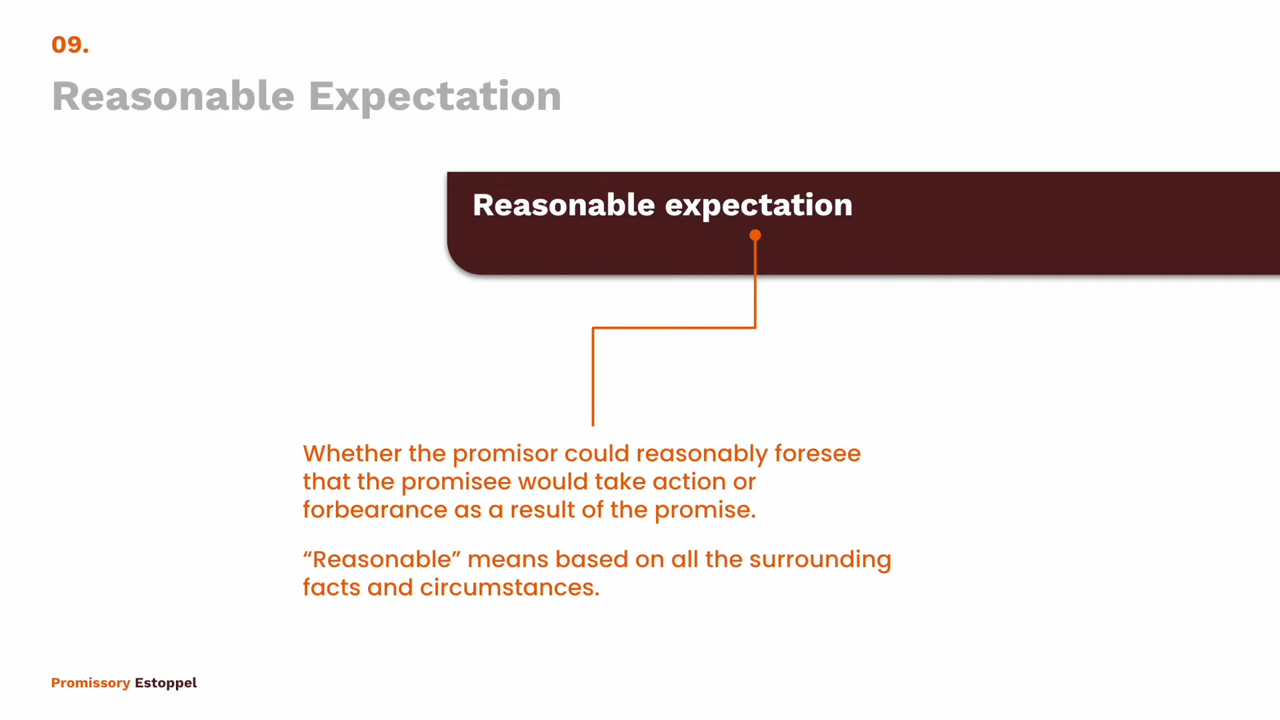 09.
Reasonable Expectation
Reasonable expectation
Whether the promisor could reasonably foresee
that the promisee would take action or
forbearance as a result of the promise.
“Reasonable” means based on all the surrounding
facts and circumstances.
Promissory Estoppel